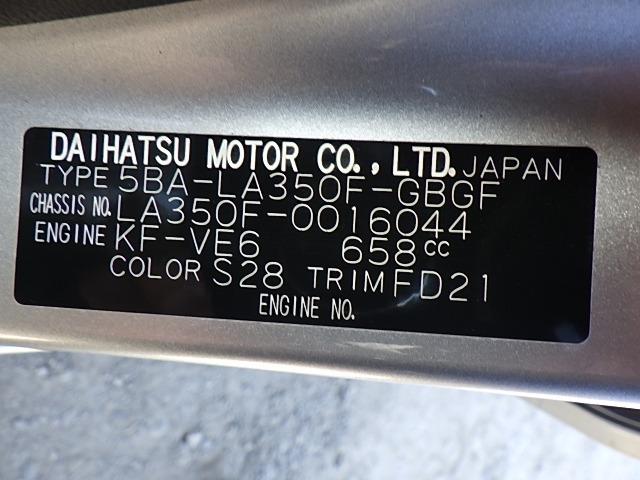 DAIHATSU MOTOR CO., LTD. JAPAN
TYPE 5BA-LA350F-GBGF
CHASSIS NO. LA350F-0016044
ENGINE KF-VE6 658cc
COLOR S28 TRIM FD21
ENGINE NO.